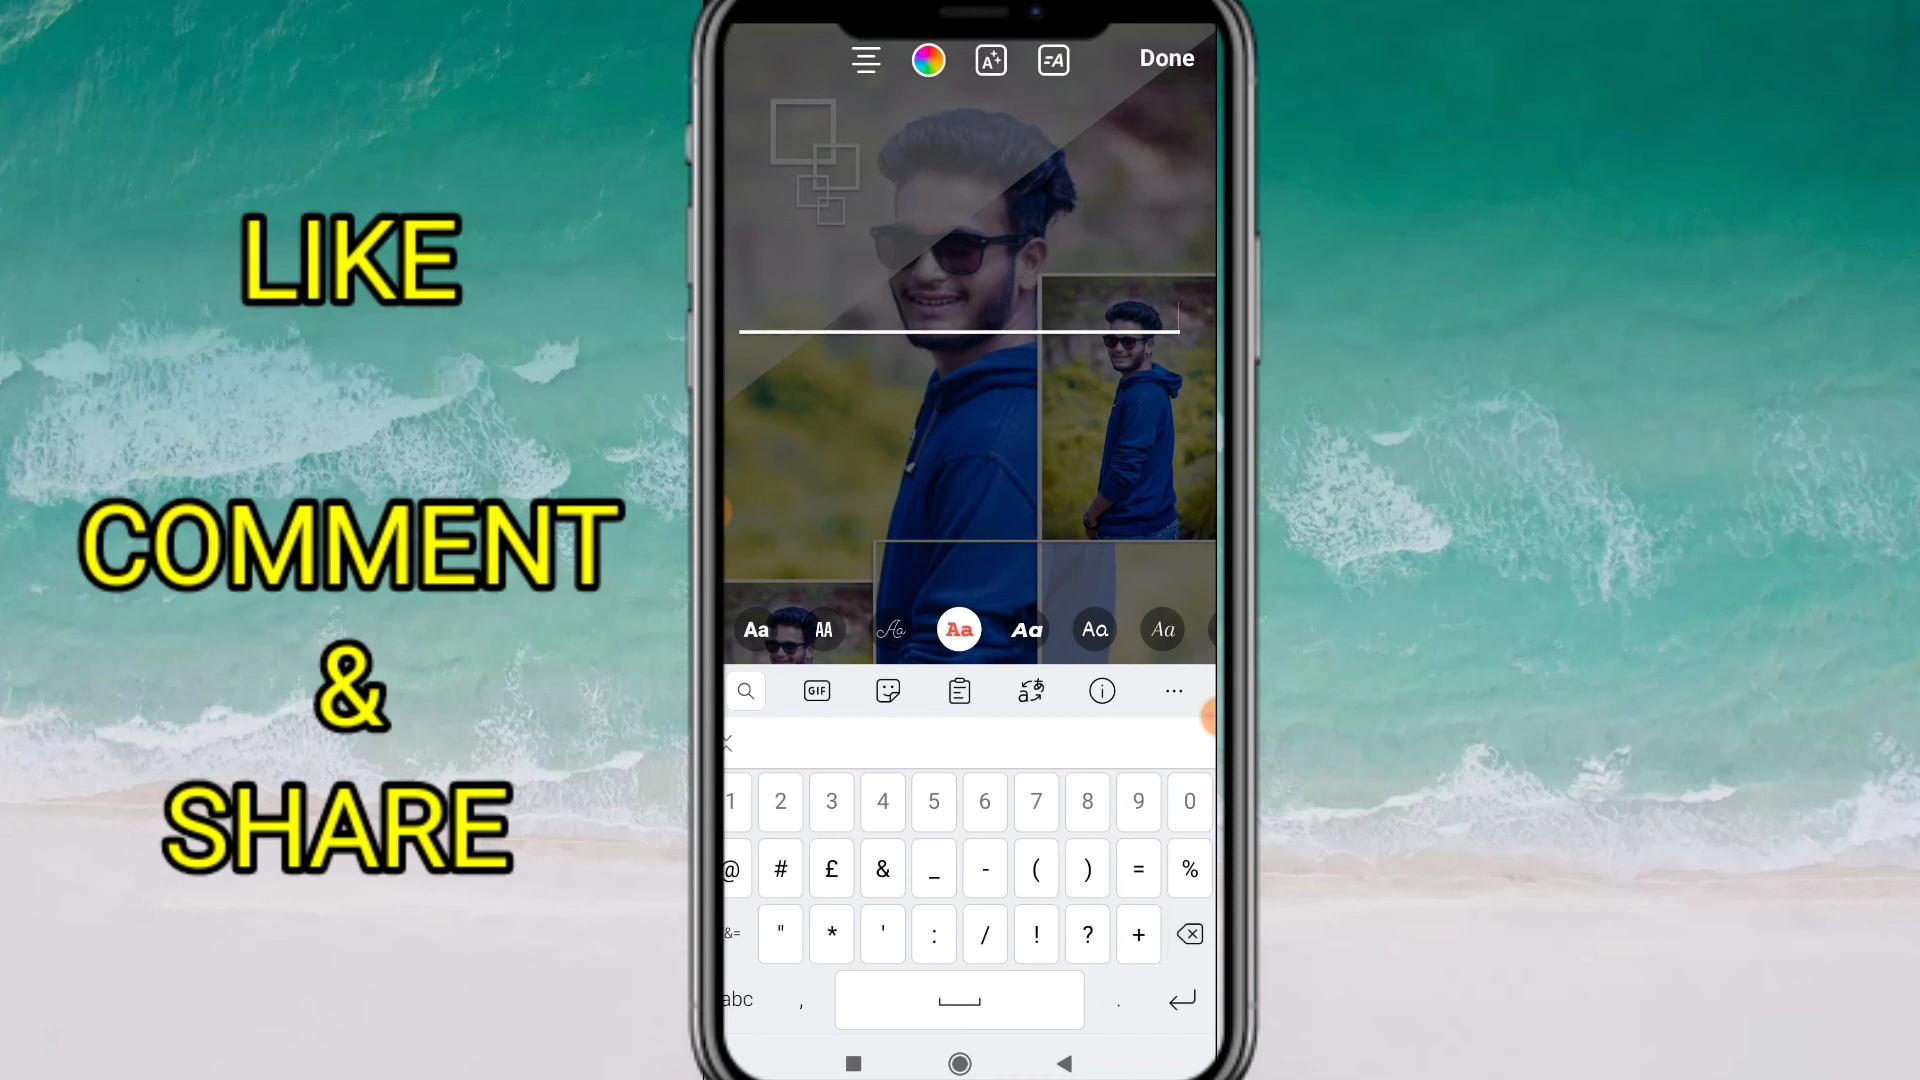 LIKE
COMMENT
&
SHARE
Done
Aa AA Aa Aa Aa Aa Aa
GIF
1 2 3 4 5 6 7 8 9 0
@ # £ & _ - ( ) = %
&= " * ' : / ! ? +
abc , .